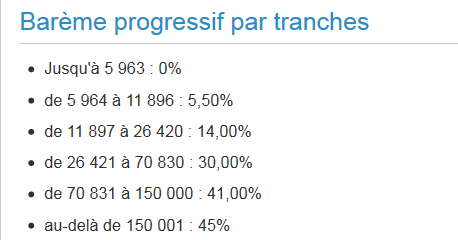 Barème progressif par tranches
Jusqu'à 5 963 : 0%
de 5 964 à 11 896 : 5,50%
de 11 897 à 26 420 : 14,00%
de 26 421 à 70 830 : 30,00%
de 70 831 à 150 000 : 41,00%
au-delà de 150 001 : 45%